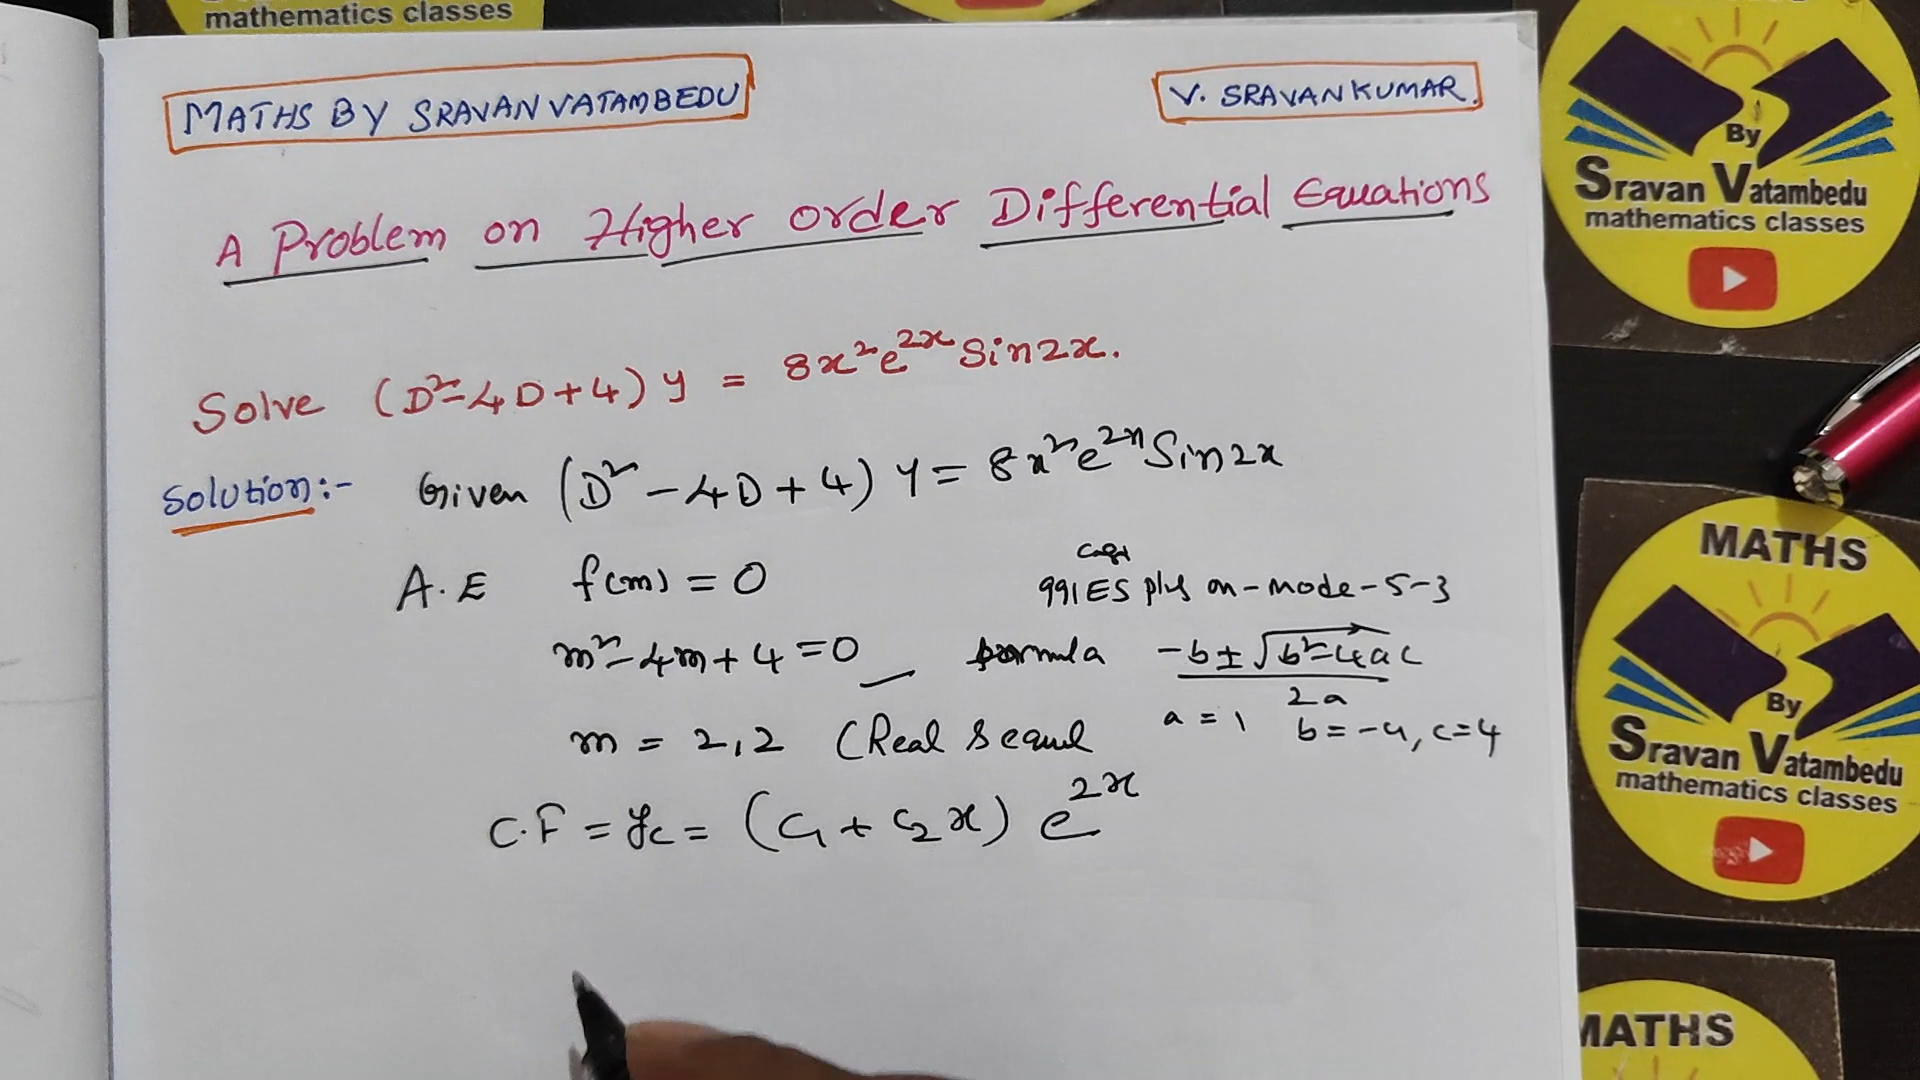 mathematics classes
MATHS BY SRAVAN VATAMBEDU
V. SRAVANKUMAR.
A Problem on Higher Order Differential Equations
Solve (D²-4D+4) y = 8x²e^2x Sin2x.
Solution:- Given (D²-4D+4) y = 8x²e^2x Sin2x
A.E f(m) = 0
991ES plus on-mode-5-3
m²-4m+4=0 formula -b±√b²-4ac
2a
m = 2,2 (Real & equal a = 1 b=-4, c=4
C.F = yc = (c1 + c2 x) e^2x
By
Sravan Vatambedu
mathematics classes
MATHS
By
Sravan Vatambedu
mathematics classes
MATHS